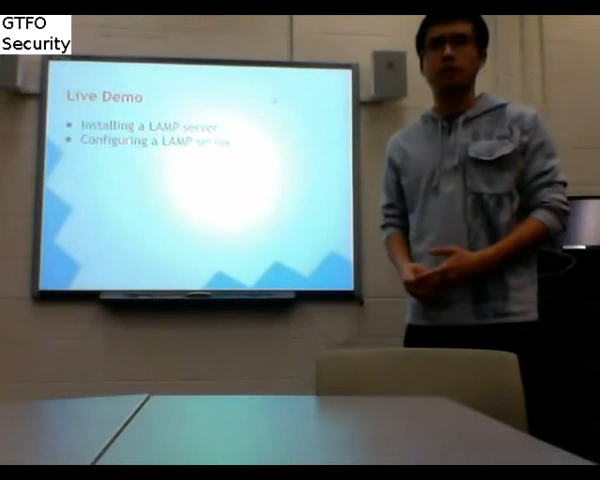 GTFO
Security
Live Demo
• Installing a LAMP server
• Configuring a LAMP server